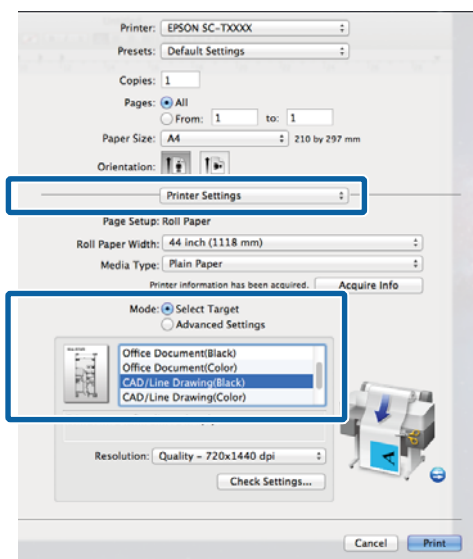 Printer: EPSON SC-TXXXX
Presets: Default Settings
Copies: 1
Pages: All
From: 1 to: 1
Paper Size: A4 210 by 297 mm
Orientation:
Printer Settings
Page Setup: Roll Paper
Roll Paper Width: 44 inch (1118 mm)
Media Type: Plain Paper
Printer information has been acquired. Acquire Info
Mode: Select Target
Advanced Settings
Office Document(Black)
Office Document(Color)
CAD/Line Drawing(Black)
CAD/Line Drawing(Color)
Resolution: Quality - 720x1440 dpi
Check Settings...
A
Cancel Print